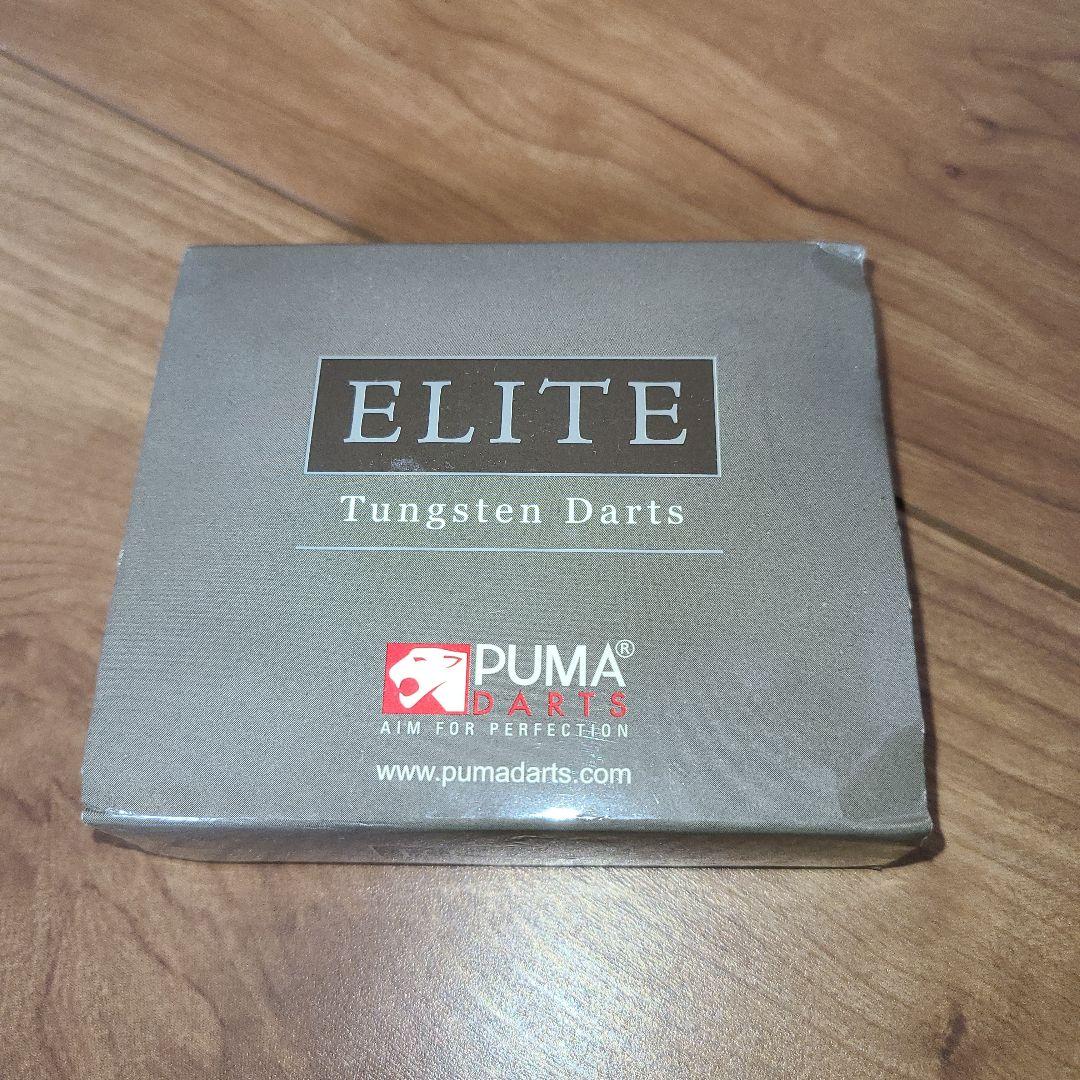 ELITE
Tungsten Darts
PUMA®
DARTS
AIM FOR PERFECTION
www.pumadarts.com